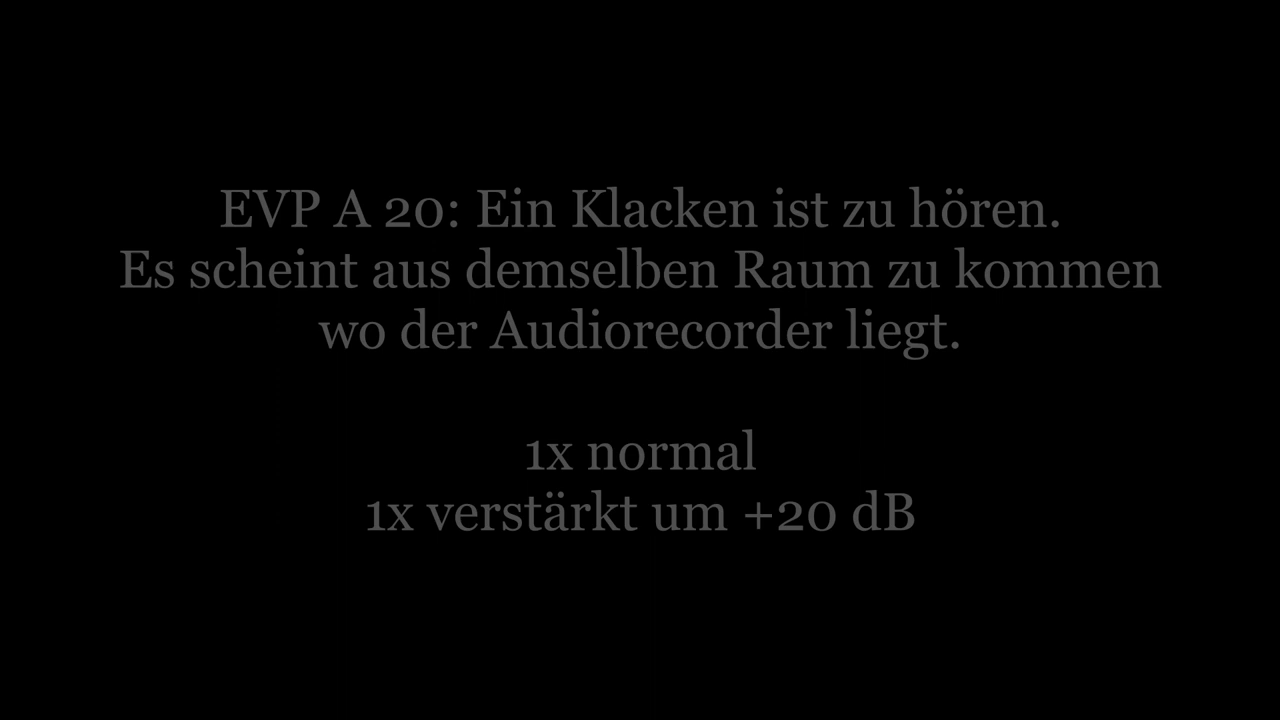 EVP A 20: Ein Klacken ist zu hören.
Es scheint aus demselben Raum zu kommen
wo der Audiorecorder liegt.
1x normal
1x verstärkt um +20 dB